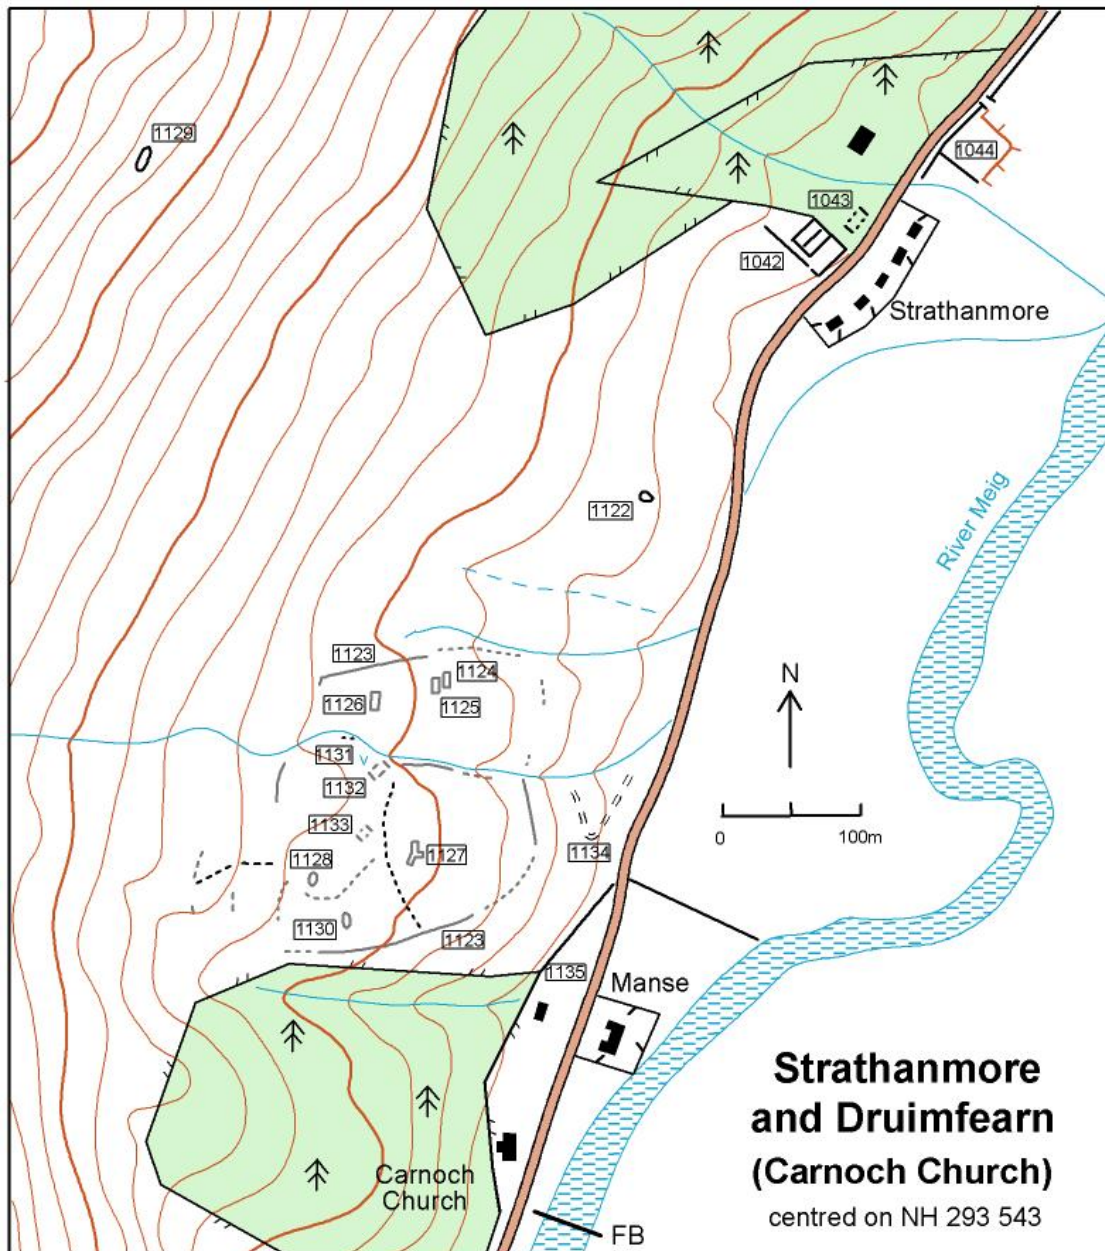 1129
1044
1043
1042
Strathanmore
1122
River Meig
1123
1124
N
1126
1125
1131
1132
1133
0
100m
1128
1127
1134
1130
1123
1135
Manse
Strathanmore
and Druimfearn
(Carnoch Church)
centred on NH 293 543
Carnoch
Church
FB